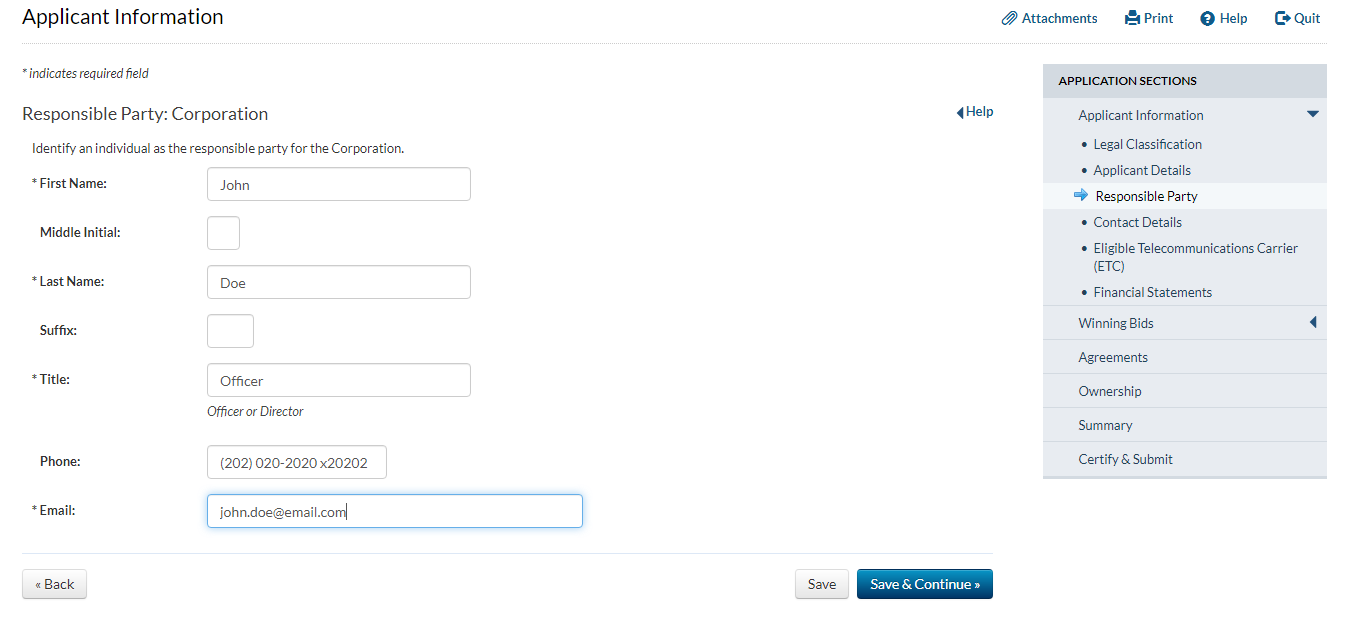 Applicant Information
Attachments Print Help Quit
* indicates required field
Responsible Party: Corporation
Help
Identify an individual as the responsible party for the Corporation.
* First Name: John
Middle Initial:
* Last Name: Doe
Suffix:
* Title: Officer
Officer or Director
Phone: (202) 020-2020 x20202
* Email: john.doe@email.com
« Back Save Save & Continue »
APPLICATION SECTIONS
Applicant Information
• Legal Classification
• Applicant Details
Responsible Party
• Contact Details
• Eligible Telecommunications Carrier
(ETC)
• Financial Statements
Winning Bids
Agreements
Ownership
Summary
Certify & Submit